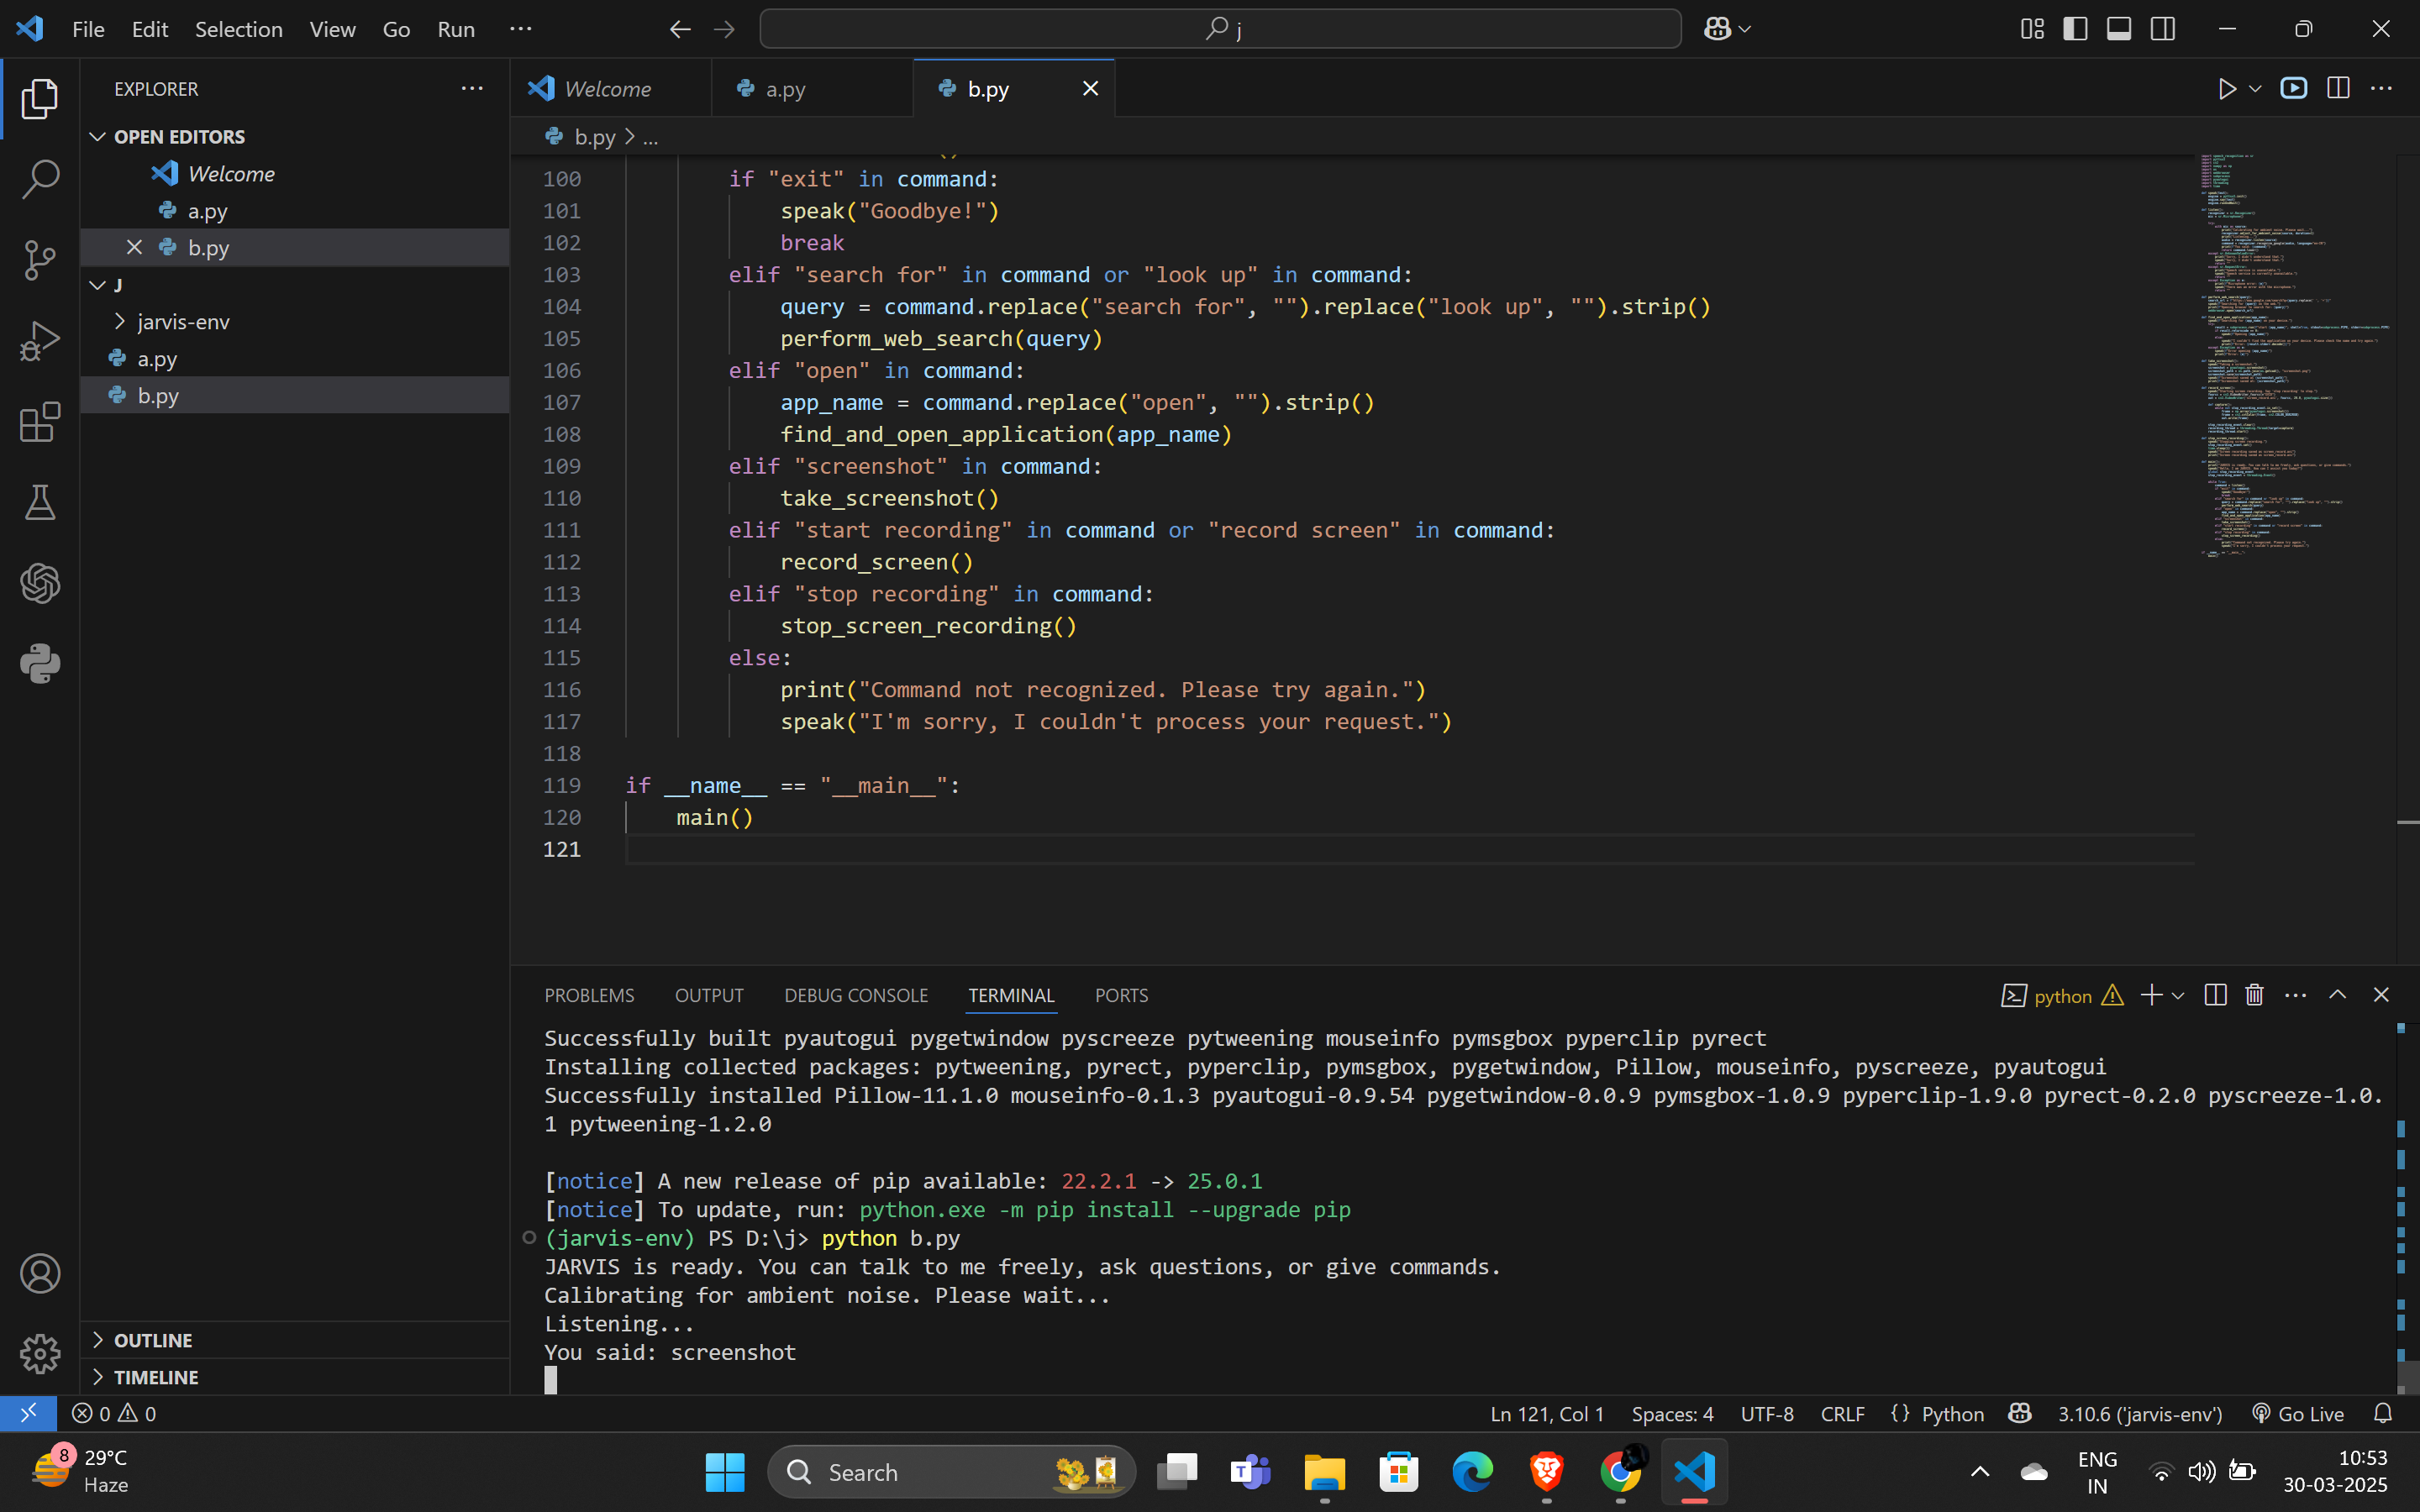 File Edit Selection View Go Run ...
j
EXPLORER
Welcome
a.py
b.py
OPEN EDITORS
Welcome
a.py
b.py
J
jarvis-env
a.py
b.py
OUTLINE
TIMELINE
b.py > ...
100 if "exit" in command:
101 speak("Goodbye!")
102 break
103 elif "search for" in command or "look up" in command:
104 query = command.replace("search for", "").replace("look up", "").strip()
105 perform_web_search(query)
106 elif "open" in command:
107 app_name = command.replace("open", "").strip()
108 find_and_open_application(app_name)
109 elif "screenshot" in command:
110 take_screenshot()
111 elif "start recording" in command or "record screen" in command:
112 record_screen()
113 elif "stop recording" in command:
114 stop_screen_recording()
115 else:
116 print("Command not recognized. Please try again.")
117 speak("I'm sorry, I couldn't process your request.")
118
119 if __name__ == "__main__":
120 main()
121
PROBLEMS OUTPUT DEBUG CONSOLE TERMINAL PORTS
python
Successfully built pyautogui pygetwindow pyscreeze pytweening mouseinfo pymsgbox pyperclip pyrect
Installing collected packages: pytweening, pyrect, pyperclip, pymsgbox, pygetwindow, Pillow, mouseinfo, pyscreeze, pyautogui
Successfully installed Pillow-11.1.0 mouseinfo-0.1.3 pyautogui-0.9.54 pygetwindow-0.0.9 pymsgbox-1.0.9 pyperclip-1.9.0 pyrect-0.2.0 pyscreeze-1.0.
1 pytweening-1.2.0
[notice] A new release of pip available: 22.2.1 -> 25.0.1
[notice] To update, run: python.exe -m pip install --upgrade pip
(jarvis-env) PS D:\j> python b.py
JARVIS is ready. You can talk to me freely, ask questions, or give commands.
Calibrating for ambient noise. Please wait...
Listening...
You said: screenshot
0 0
Ln 121, Col 1 Spaces: 4 UTF-8 CRLF {} Python 3.10.6 ('jarvis-env') Go Live
8
29°C
Haze
Search
ENG
IN
10:53
30-03-2025